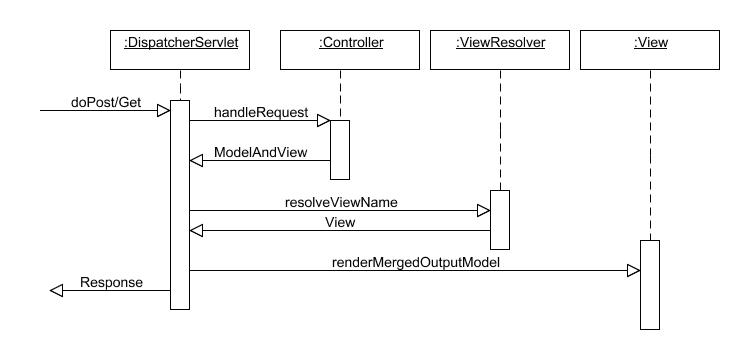 :DispatcherServlet
:Controller
:ViewResolver
:View
doPost/Get
handleRequest
ModelAndView
resolveViewName
View
renderMergedOutputModel
Response